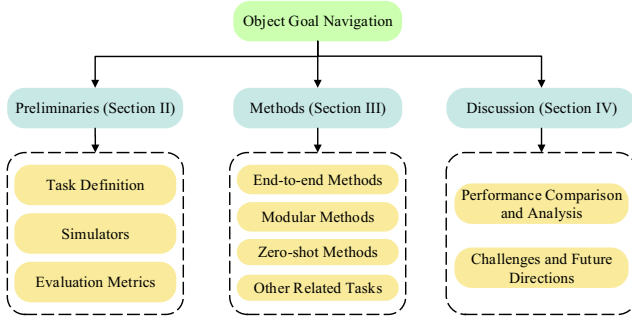 Object Goal Navigation
Preliminaries (Section II)
Methods (Section III)
Discussion (Section IV)
Task Definition
Simulators
Evaluation Metrics
End-to-end Methods
Modular Methods
Zero-shot Methods
Other Related Tasks
Performance Comparison
and Analysis
Challenges and Future
Directions